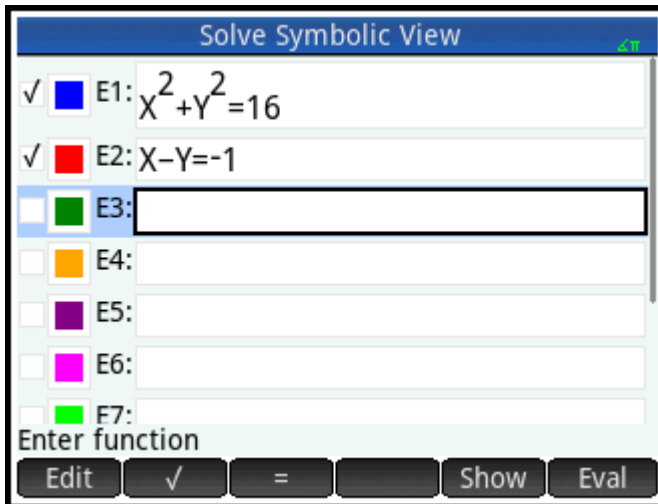 Solve Symbolic View
∡π
√ E1: X²+Y²=16
√ E2: X−Y=-1
E3:
E4:
E5:
E6:
E7:
Enter function
Edit √ = Show Eval